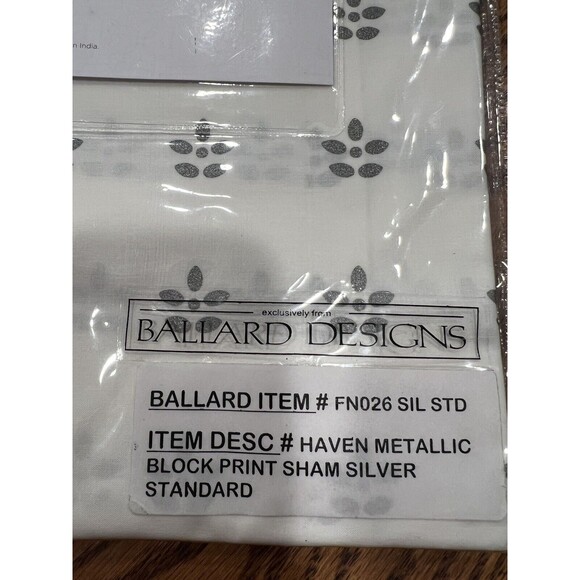 n India
exclusively from
BALLARD DESIGNS
BALLARD ITEM # FN026 SIL STD
ITEM DESC # HAVEN METALLIC
BLOCK PRINT SHAM SILVER
STANDARD